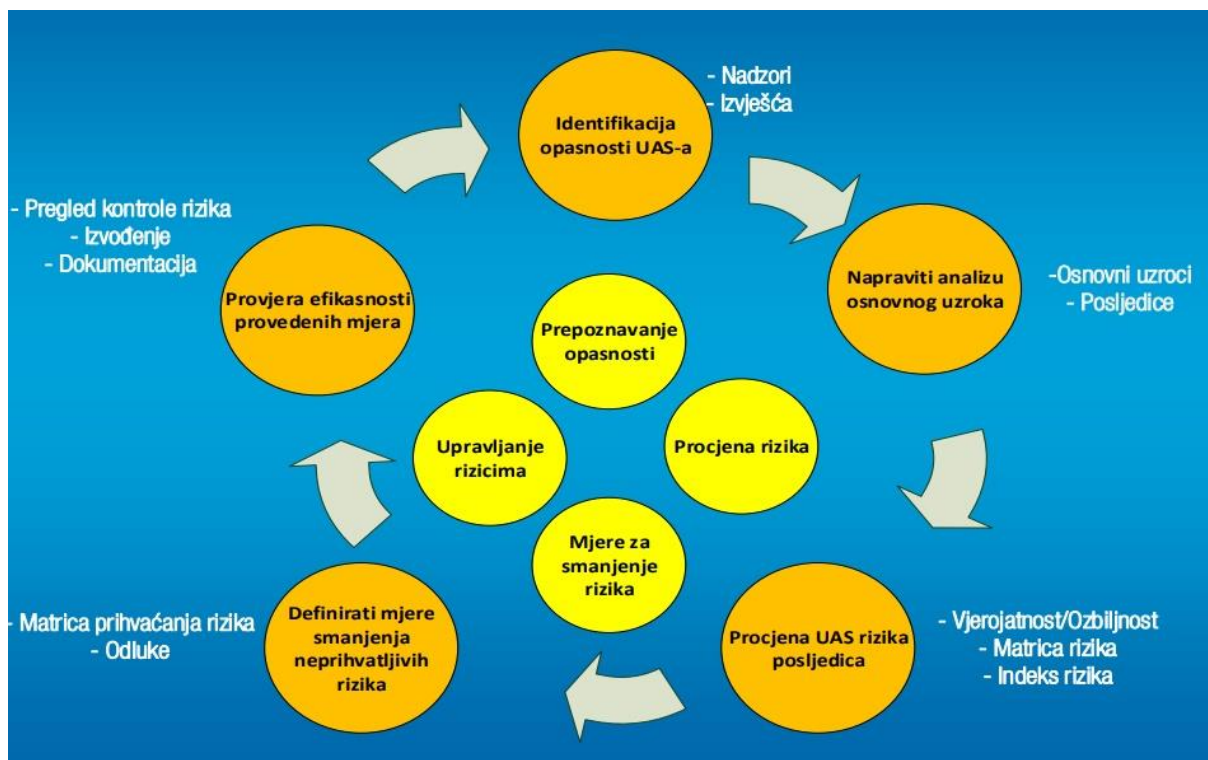 Identifikacija
opasnosti UAS-a
- Nadzori
- Izvješća
Napraviti analizu
osnovnog uzroka
-Osnovni uzroci
- Posljedice
Procjena UAS rizika
posljedica
- Vjerojatnost/Ozbiljnost
- Matrica rizika
- Indeks rizika
Definirati mjere
smanjenja
neprihvatljivih
rizika
- Matrica prihvaćanja rizika
- Odluke
Provjera efikasnosti
provedenih mjera
- Pregled kontrole rizika
- Izvođenje
- Dokumentacija
Prepoznavanje
opasnosti
Procjena rizika
Mjere za
smanjenje
rizika
Upravljanje
rizicima